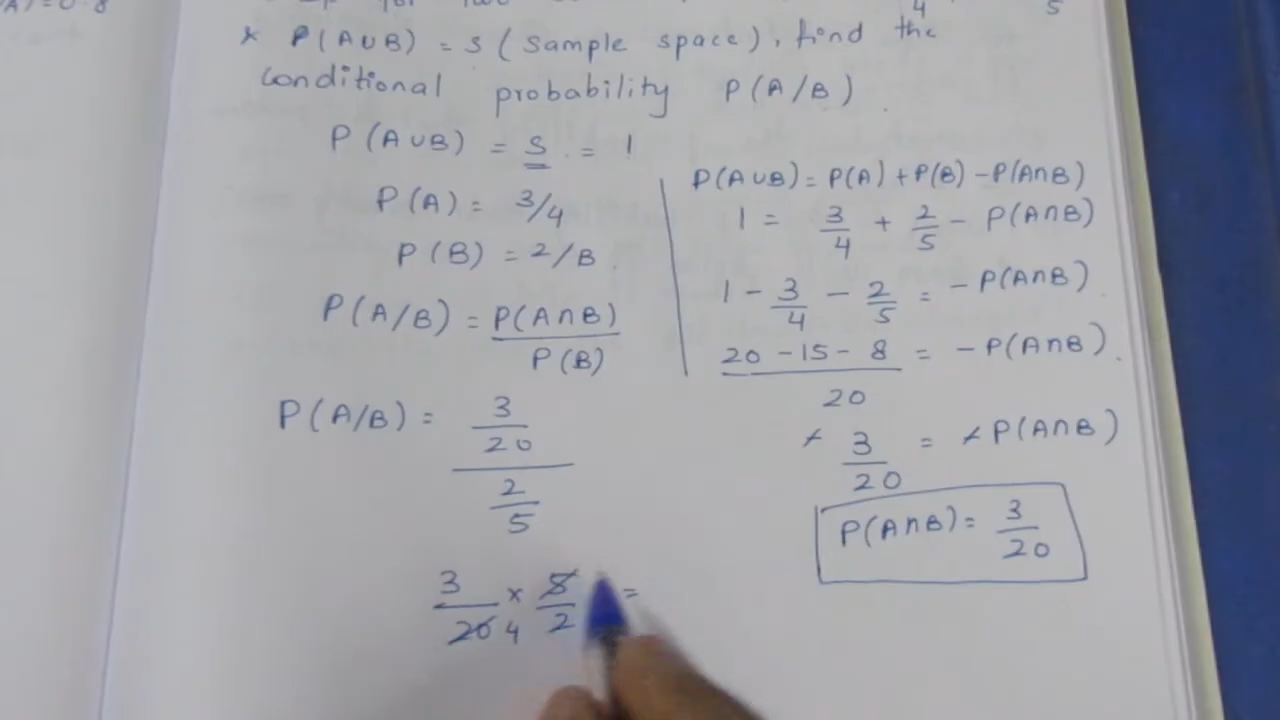 * P(A∪B) = S (sample space), find the
conditional probability P(A/B)
P(A∪B) = S = 1
P(A) = 3/4
P(B) = 2/B
P(A/B) = P(A∩B)
P(B)
P(A/B) = 3
20
2
5
3 × 5 =
20 4 2
P(A∪B) = P(A) + P(B) - P(A∩B)
1 = 3/4 + 2/5 - P(A∩B)
1 - 3/4 - 2/5 = - P(A∩B)
20 - 15 - 8 = - P(A∩B)
20
- 3/20 = - P(A∩B)
P(A∩B) = 3/20